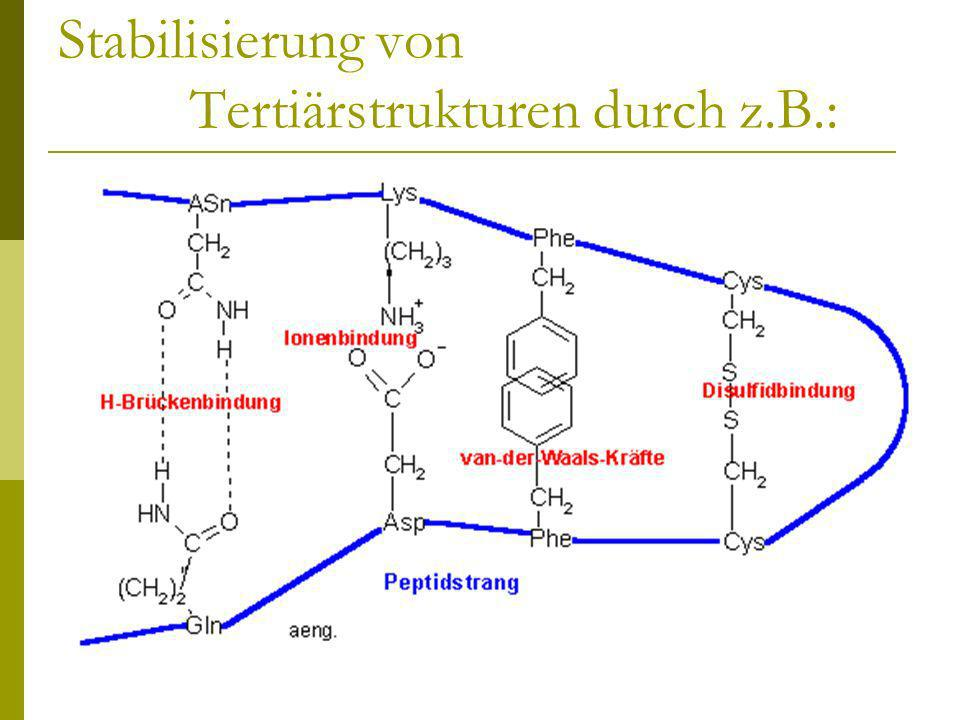 Stabilisierung von
Tertiärstrukturen durch z.B.:
ASn
Lys
Phe
Cys
CH2
(CH2)3
CH2
CH2
C
O
NH
H
NH3+
Ionenbindung
O
O−
C
S
S
Disulfidbindung
H-Brückenbindung
van-der-Waals-Kräfte
H
HN
O
C
(CH2)2
CH2
CH2
CH2
Gln
Asp
Phe
Cys
Peptidstrang
aeng.